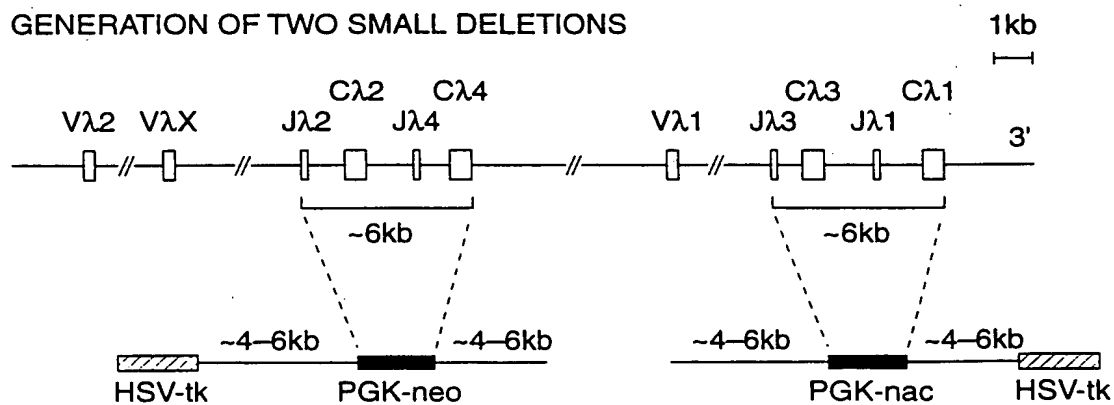 GENERATION OF TWO SMALL DELETIONS
1kb
Cλ2 Cλ4 Cλ3 Cλ1
Vλ2 VλX Jλ2 Jλ4 Vλ1 Jλ3 Jλ1 3'
~6kb ~6kb
~4–6kb ~4–6kb ~4–6kb ~4–6kb
HSV-tk PGK-neo PGK-nac HSV-tk